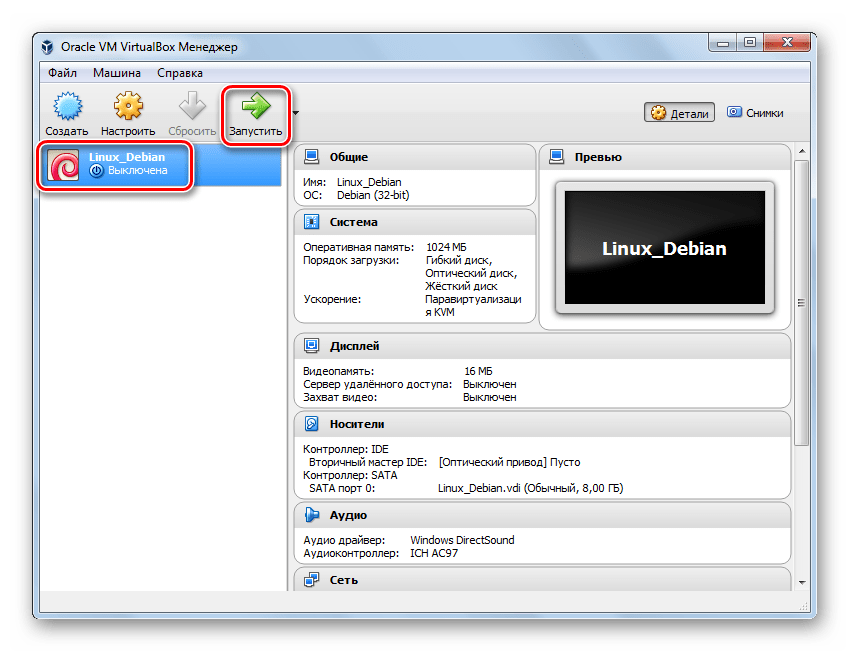 Oracle VM VirtualBox Менеджер
Файл Машина Справка
Создать Настроить Сбросить Запустить Детали Снимки
Linux_Debian
Выключена
Общие
Имя: Linux_Debian
ОС: Debian (32-bit)
Превью
Linux_Debian
Система
Оперативная память: 1024 МБ
Порядок загрузки: Гибкий диск,
Оптический диск,
Жёсткий диск
Ускорение: Паравиртуализаци
я KVM
Дисплей
Видеопамять: 16 МБ
Сервер удалённого доступа: Выключен
Захват видео: Выключен
Носители
Контроллер: IDE
Вторичный мастер IDE: [Оптический привод] Пусто
Контроллер: SATA
SATA порт 0: Linux_Debian.vdi (Обычный, 8,00 ГБ)
Аудио
Аудио драйвер: Windows DirectSound
Аудиоконтроллер: ICH AC97
Сеть